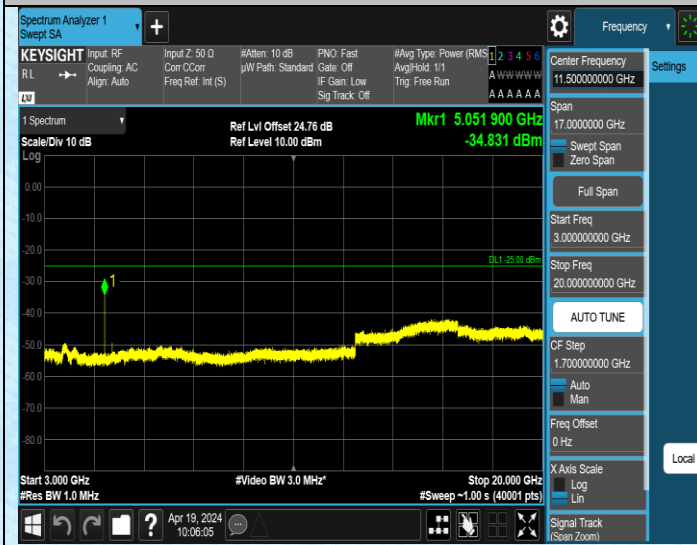 Spectrum Analyzer 1
Swept SA
+
Frequency
Settings
KEYSIGHT
RL
LXI
Input: RF
Coupling: AC
Align: Auto
Input Z: 50 Ω
Corr CCorr
Freq Ref: Int (S)
#Atten: 10 dB
µW Path: Standard
PNO: Fast
Gate: Off
IF Gain: Low
Sig Track: Off
#Avg Type: Power (RMS
Avg|Hold: 1/1
Trig: Free Run
1 2 3 4 5 6
A W W W W W
A A A A A A
1 Spectrum
Scale/Div 10 dB
Log
Ref Lvl Offset 24.76 dB
Ref Level 10.00 dBm
Mkr1 5.051 900 GHz
-34.831 dBm
0.00
-10.0
-20.0
-30.0
-40.0
-50.0
-60.0
-70.0
-80.0
DL1 -25.00 dBm
1
Start 3.000 GHz
#Res BW 1.0 MHz
#Video BW 3.0 MHz*
Stop 20.000 GHz
#Sweep ~1.00 s (40001 pts)
Center Frequency
11.500000000 GHz
Span
17.0000000 GHz
Swept Span
Zero Span
Full Span
Start Freq
3.000000000 GHz
Stop Freq
20.000000000 GHz
AUTO TUNE
CF Step
1.700000000 GHz
Auto
Man
Freq Offset
0 Hz
X Axis Scale
Log
Lin
Signal Track
(Span Zoom)
Local
?
Apr 19, 2024
10:06:05